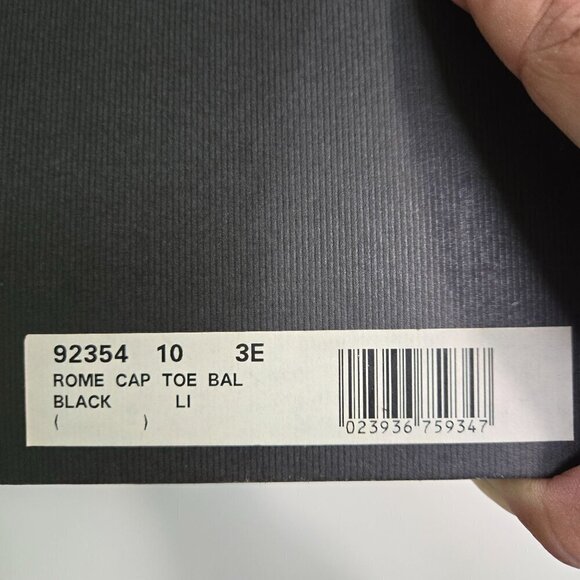 92354 10 3E
ROME CAP TOE BAL
BLACK LI
( )
023936 759347